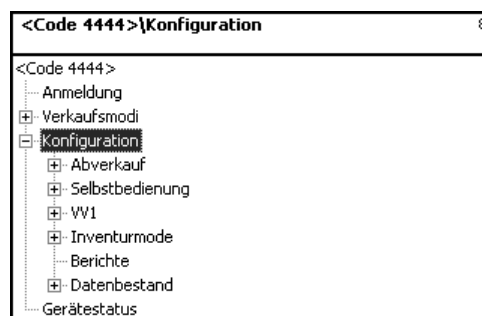 <Code 4444>\Konfiguration
<Code 4444>
Anmeldung
Verkaufsmodi
Konfiguration
Abverkauf
Selbstbedienung
VV1
Inventurmode
Berichte
Datenbestand
Gerätestatus